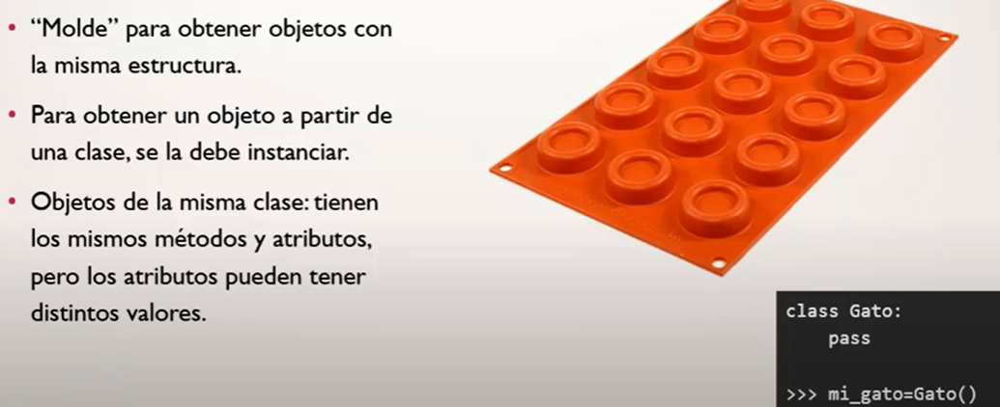 • “Molde” para obtener objetos con
la misma estructura.
• Para obtener un objeto a partir de
una clase, se la debe instanciar.
• Objetos de la misma clase: tienen
los mismos métodos y atributos,
pero los atributos pueden tener
distintos valores.
class Gato:
    pass
>>> mi_gato=Gato()